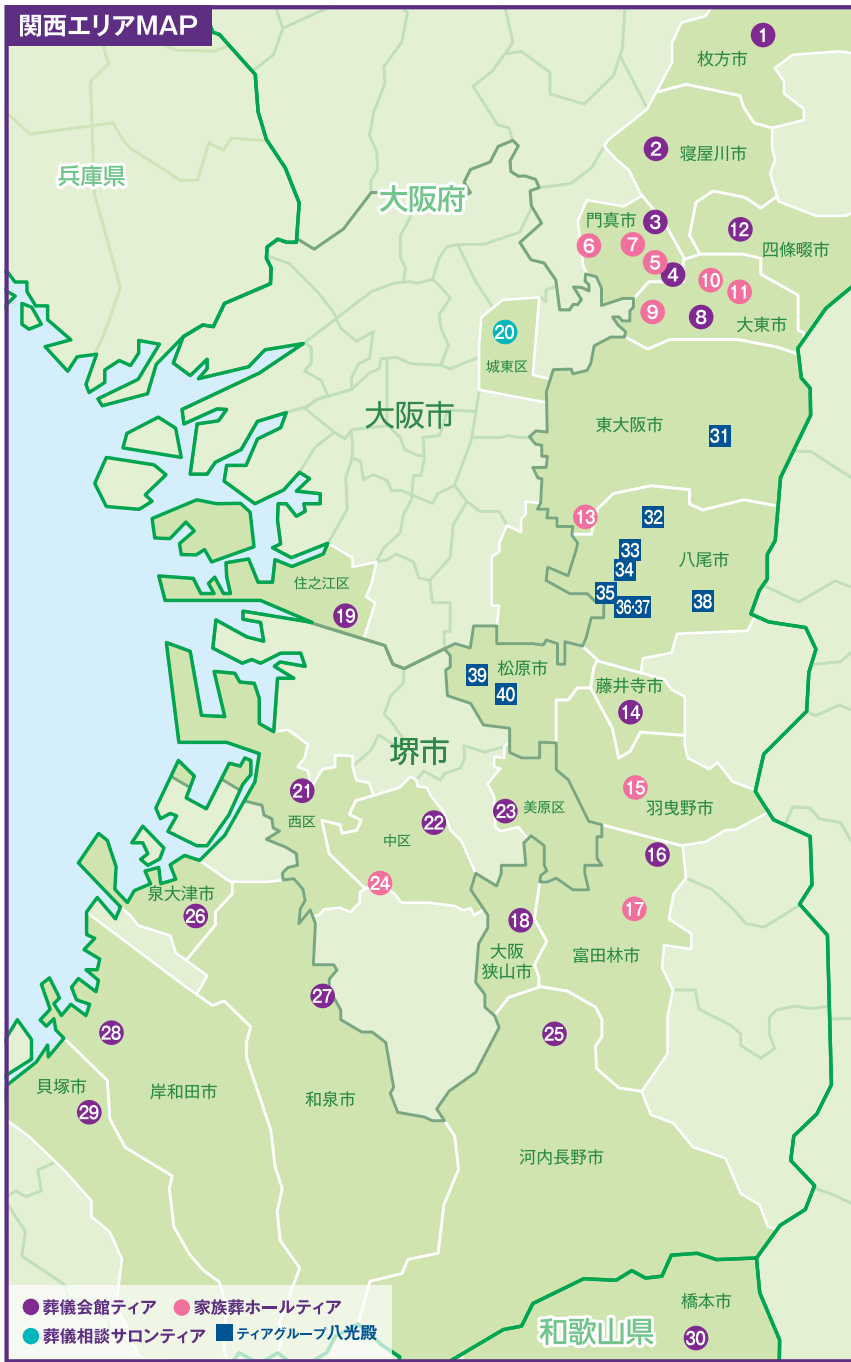 関西エリアMAP
1
枚方市
2
寝屋川市
兵庫県
大阪府
門真市
3
12
6
7
5
4
四條畷市
10
11
9
8
大東市
20
城東区
大阪市
東大阪市
31
13
32
33
八尾市
34
35
36・37
38
住之江区
19
39
松原市
40
藤井寺市
14
堺市
21
西区
22
中区
23
美原区
15
羽曳野市
16
24
17
泉大津市
26
18
大阪
狭山市
富田林市
27
25
28
貝塚市
29
岸和田市
和泉市
河内長野市
葬儀会館ティア
家族葬ホールティア
葬儀相談サロンティア
ティアグループ八光殿
和歌山県
橋本市
30